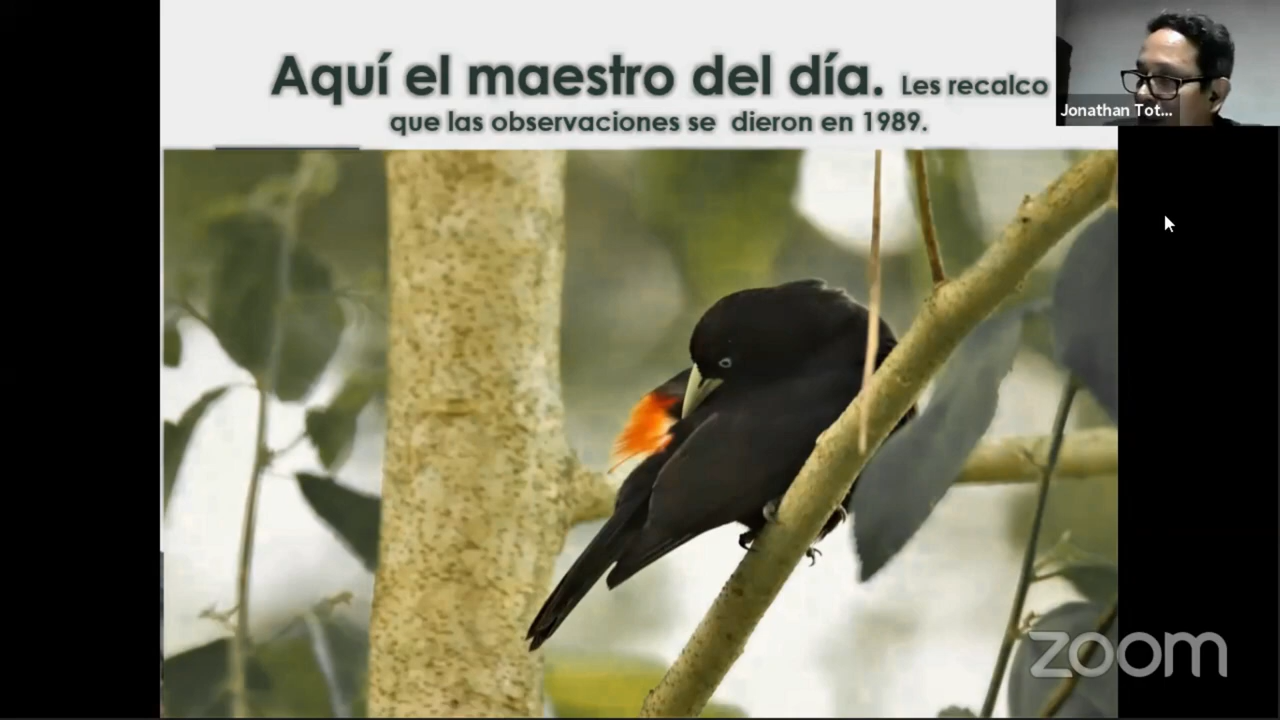 Aquí el maestro del día. Les recalco
que las observaciones se dieron en 1989.
Jonathan Tot...
zoom